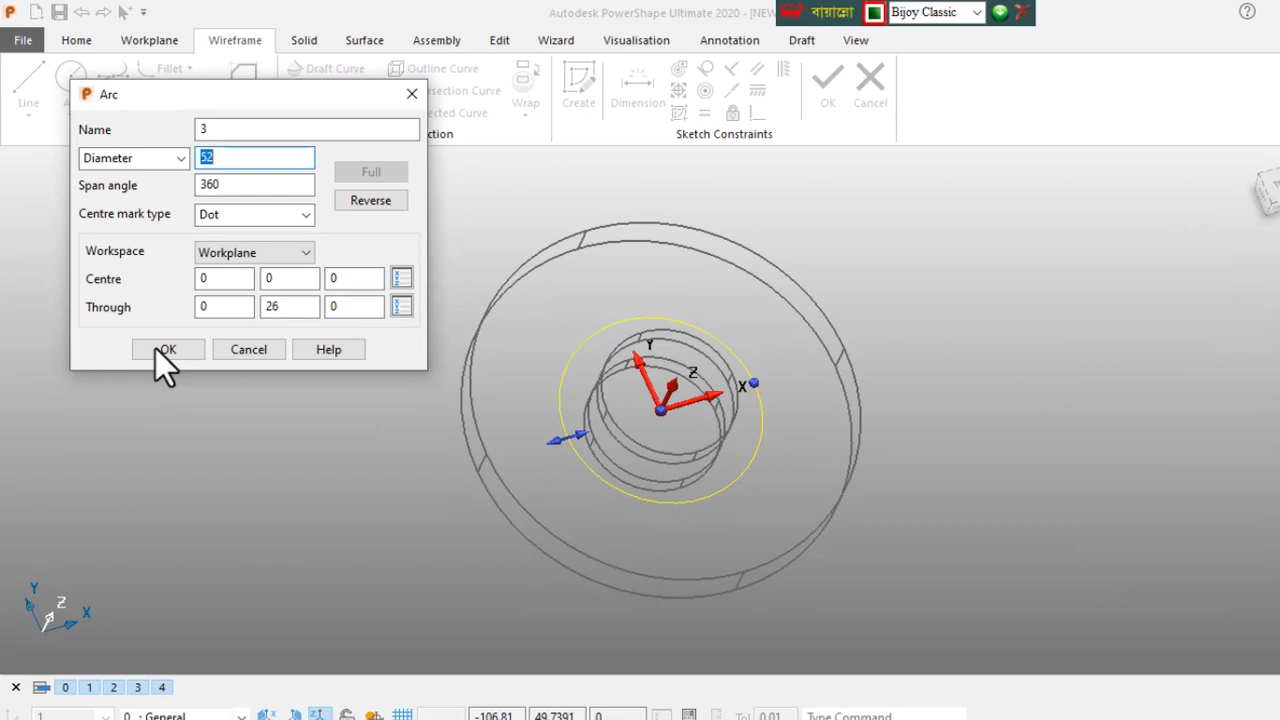 Autodesk PowerShape Ultimate 2020 - [NEW
বায়ান্নো
Bijoy Classic
File Home Workplane Wireframe Solid Surface Assembly Edit Wizard Visualisation Annotation Draft View
Fillet Draft Curve Outline Curve
Line Wrap Create Dimension OK Cancel
Sketch Constraints
Arc
Name 3
Diameter 52
Full
Span angle 360
Reverse
Centre mark type Dot
Workspace Workplane
Centre 0 0 0
Through 0 26 0
OK Cancel Help
Y
Z
X
Y
Z
X
0 1 2 3 4
1 0 : General -106.81 49.7391 0 Tol 0.01 Type Command